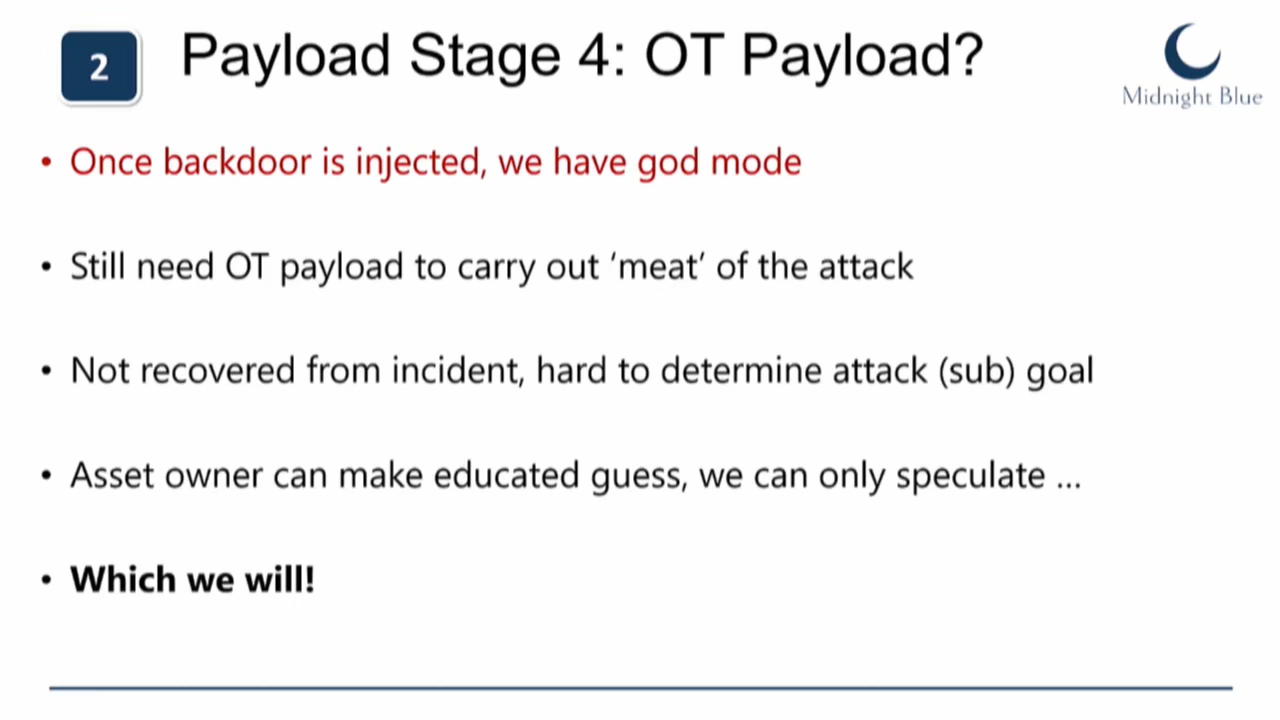 2
Payload Stage 4: OT Payload?
Midnight Blue
• Once backdoor is injected, we have god mode
• Still need OT payload to carry out ‘meat’ of the attack
• Not recovered from incident, hard to determine attack (sub) goal
• Asset owner can make educated guess, we can only speculate ...
• Which we will!